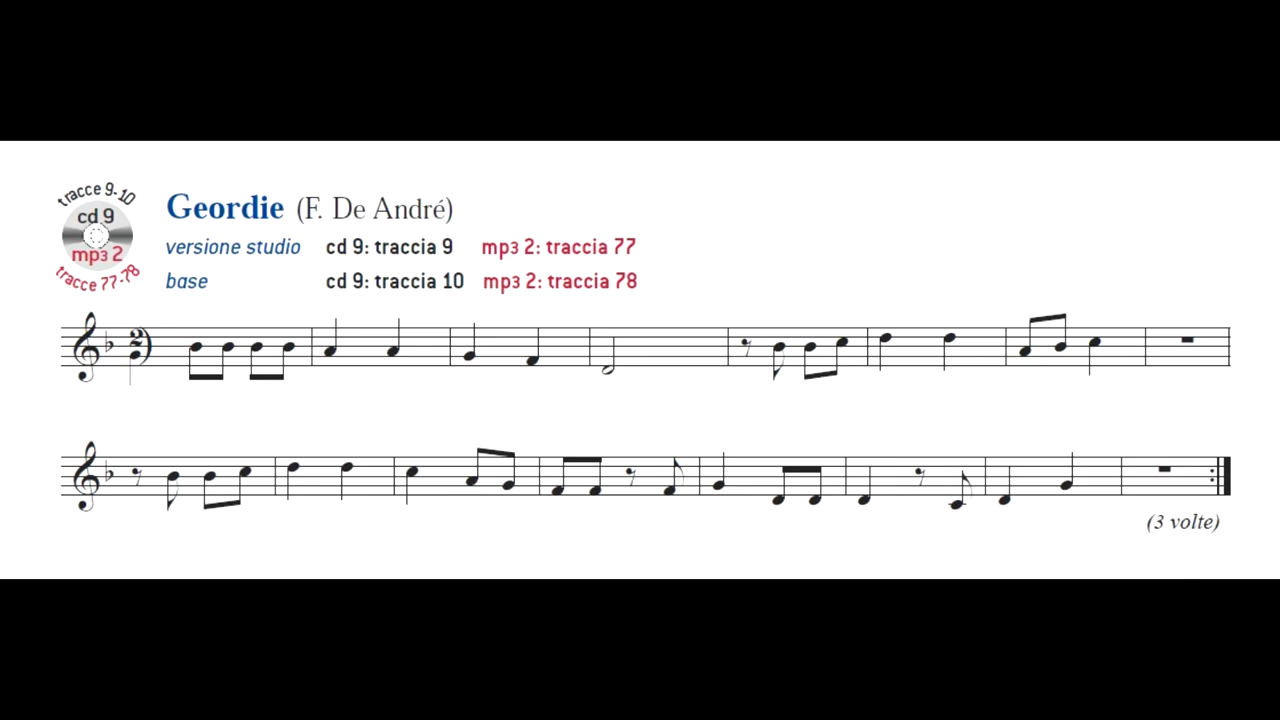 tracce 9-10
cd 9
mp3 2
tracce 77-78
Geordie (F. De André)
versione studio cd 9: traccia 9 mp3 2: traccia 77
base cd 9: traccia 10 mp3 2: traccia 78
2)
(3 volte)